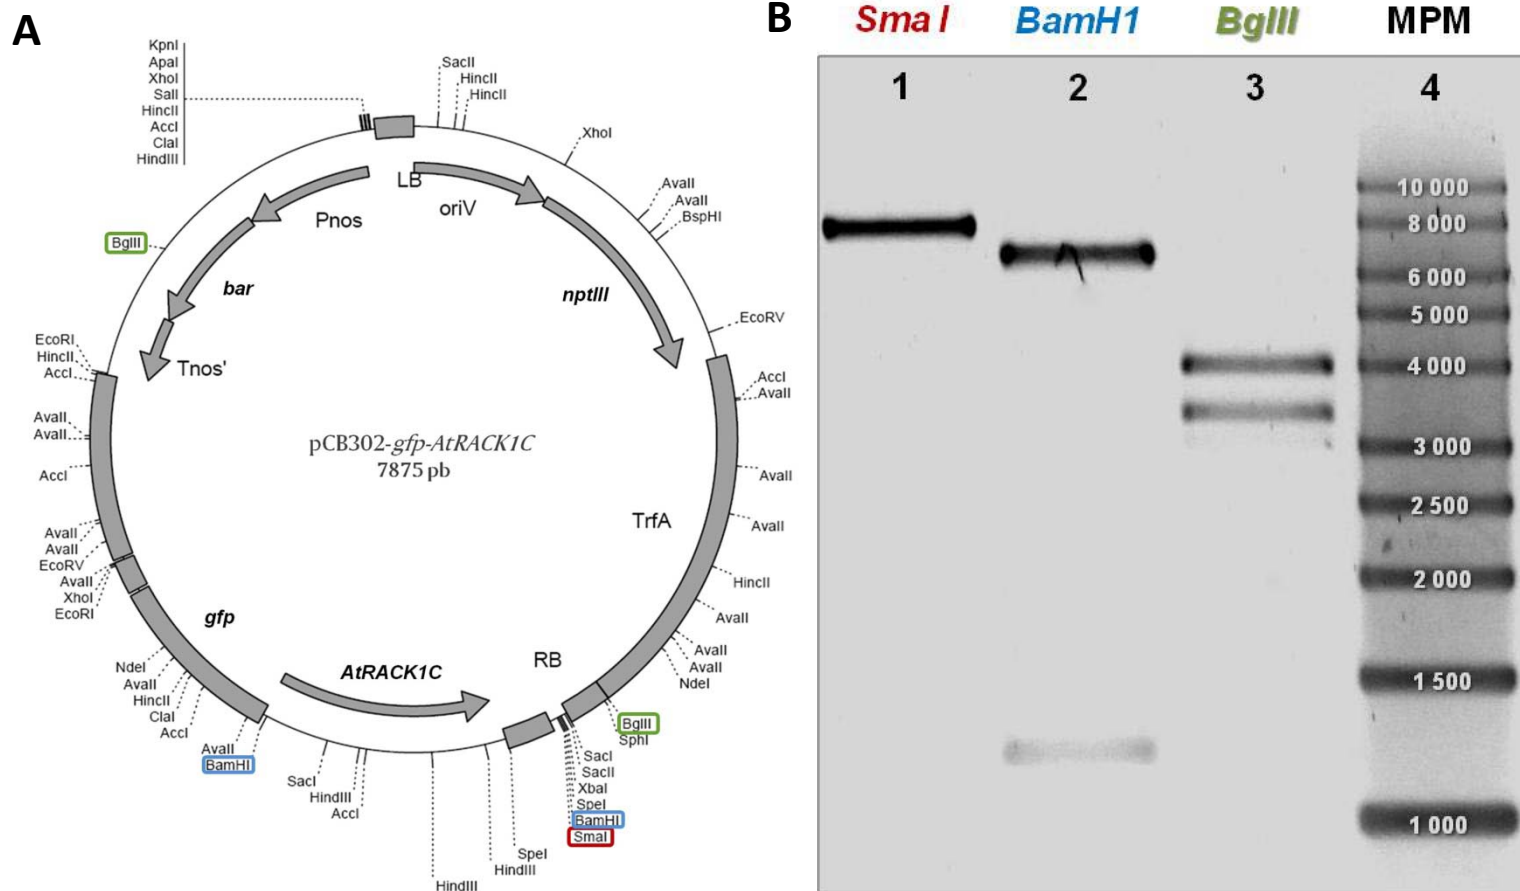 A
KpnI
ApaI
XhoI
SalI
HincII
AccI
ClaI
HindIII
SacII
HincII
HincII
XhoI
AvaII
AvaII
BspHI
EcoRV
AccI
AvaII
AvaII
AvaII
HincII
AvaII
AvaII
AvaII
NdeI
BglII
SphI
SacI
SacII
XbaI
SpeI
BamHI
SmaI
SpeI
HindIII
HindIII
AccI
HindIII
SacI
BamHI
AvaII
AccI
ClaI
HincII
AvaII
NdeI
EcoRI
XhoI
AvaII
EcoRV
AvaII
AvaII
AccI
AvaII
AvaII
AccI
HincII
EcoRI
BglII
LB
oriV
Pnos
bar
nptIII
Tnos'
pCB302-gfp-AtRACK1C
7875 pb
TrfA
gfp
AtRACK1C
RB
B
Sma I BamH1 BglII MPM
1 2 3 4
10 000
8 000
6 000
5 000
4 000
3 000
2 500
2 000
1 500
1 000